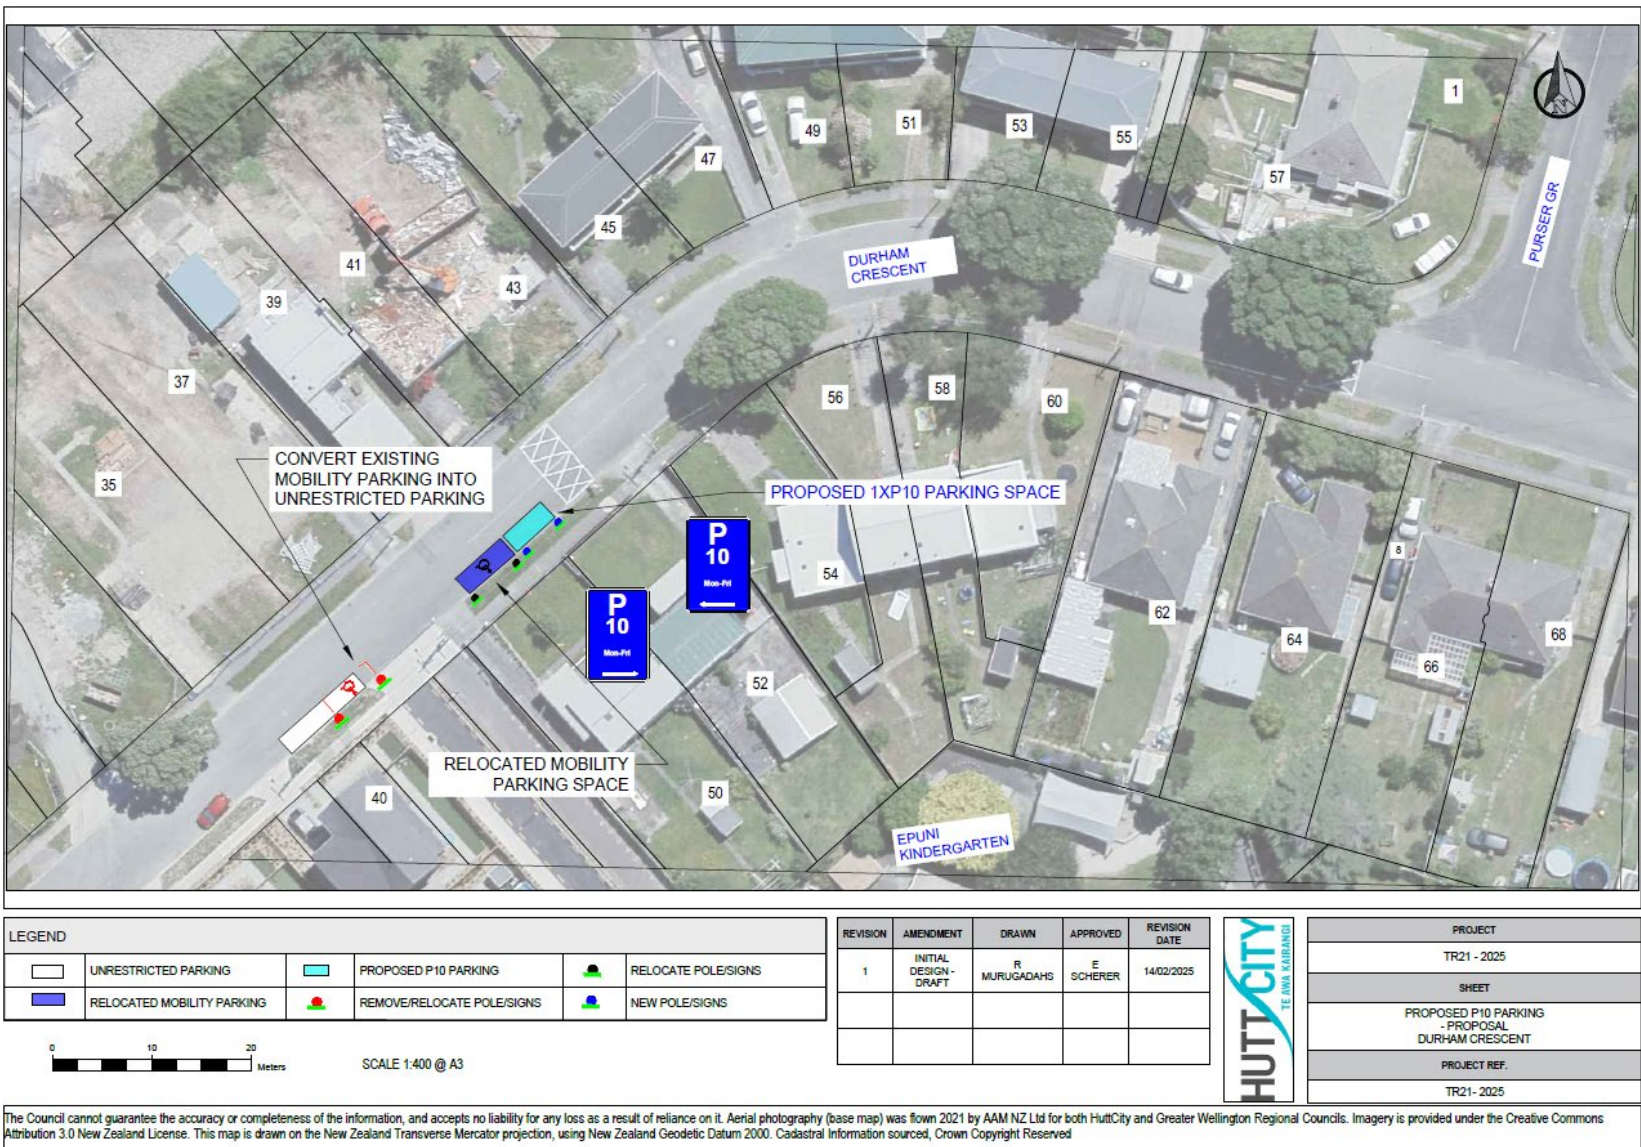 1
49
51
53
55
57
47
45
PURSER GR
DURHAM
CRESCENT
41
43
39
37
35
56
58
60
CONVERT EXISTING
MOBILITY PARKING INTO
UNRESTRICTED PARKING
PROPOSED 1XP10 PARKING SPACE
P
10
Mon-Fri
P
10
Mon-Fri
54
8
62
64
66
68
52
RELOCATED MOBILITY
PARKING SPACE
40
50
EPUNI
KINDERGARTEN
LEGEND
UNRESTRICTED PARKING
PROPOSED P10 PARKING
RELOCATE POLE/SIGNS
RELOCATED MOBILITY PARKING
REMOVE/RELOCATE POLE/SIGNS
NEW POLE/SIGNS
0 10 20
Meters
SCALE 1:400 @ A3
REVISION
AMENDMENT
DRAWN
APPROVED
REVISION
DATE
1
INITIAL
DESIGN -
DRAFT
R
MURUGADAHS
E
SCHERER
14/02/2025
HUTT CITY
TE AWA KAIRANGI
PROJECT
TR21 - 2025
SHEET
PROPOSED P10 PARKING
- PROPOSAL
DURHAM CRESCENT
PROJECT REF.
TR21- 2025
The Council cannot guarantee the accuracy or completeness of the information, and accepts no liability for any loss as a result of reliance on it. Aerial photography (base map) was flown 2021 by AAM NZ Ltd for both HuttCity and Greater Wellington Regional Councils. Imagery is provided under the Creative Commons
Attribution 3.0 New Zealand License. This map is drawn on the New Zealand Transverse Mercator projection, using New Zealand Geodetic Datum 2000. Cadastral Information sourced, Crown Copyright Reserved